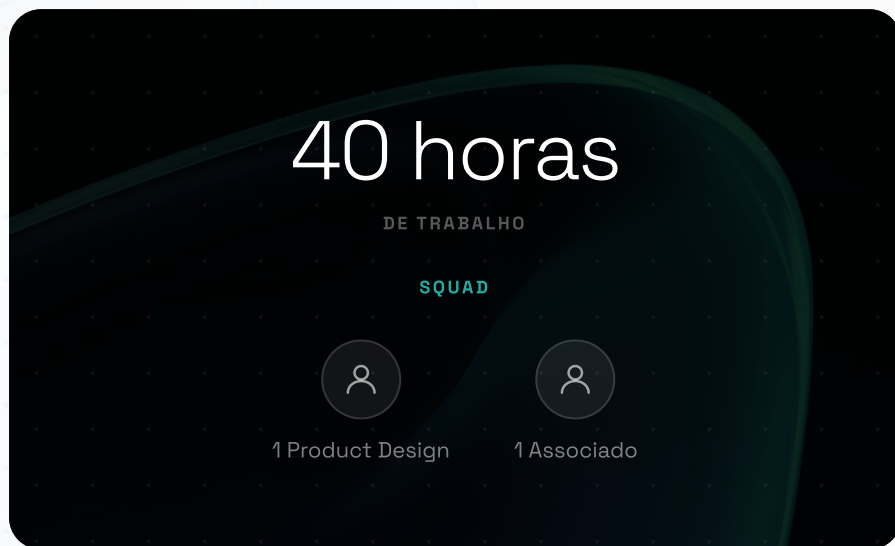 40 horas
DE TRABALHO
SQUAD
1 Product Design
1 Associado